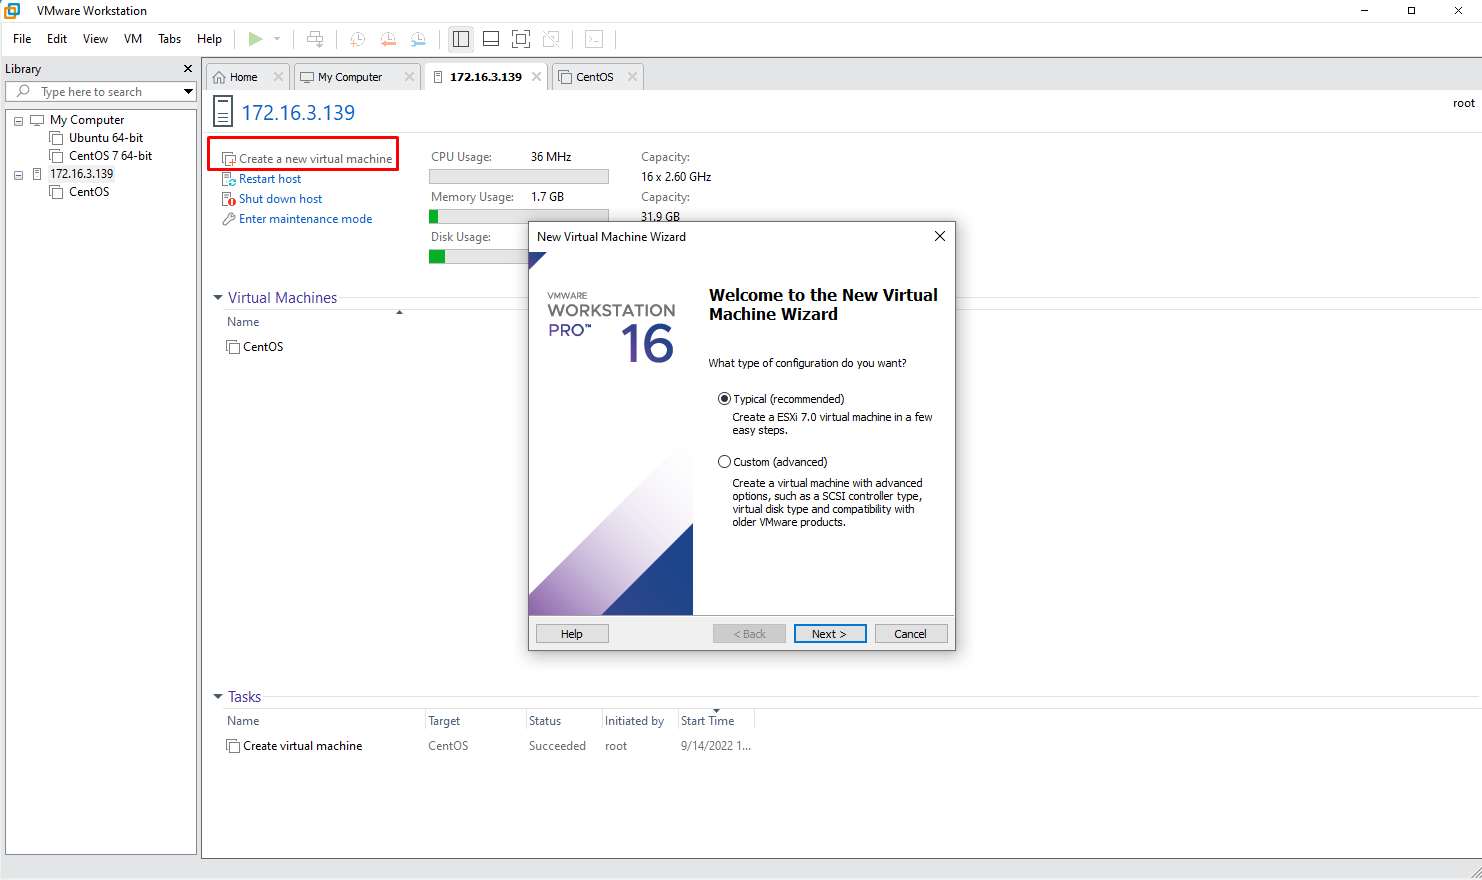 VMware Workstation
File Edit View VM Tabs Help
Library
Type here to search
My Computer
Ubuntu 64-bit
CentOS 7 64-bit
172.16.3.139
CentOS
Home My Computer 172.16.3.139 CentOS
172.16.3.139
root
Create a new virtual machine
Restart host
Shut down host
Enter maintenance mode
CPU Usage: 36 MHz Capacity:
16 x 2.60 GHz
Memory Usage: 1.7 GB Capacity:
31.9 GB
Disk Usage:
Virtual Machines
Name
CentOS
New Virtual Machine Wizard
VMWARE
WORKSTATION
PRO™ 16
Welcome to the New Virtual
Machine Wizard
What type of configuration do you want?
Typical (recommended)
Create a ESXi 7.0 virtual machine in a few
easy steps.
Custom (advanced)
Create a virtual machine with advanced
options, such as a SCSI controller type,
virtual disk type and compatibility with
older VMware products.
Help < Back Next > Cancel
Tasks
Name Target Status Initiated by Start Time
Create virtual machine CentOS Succeeded root 9/14/2022 1...